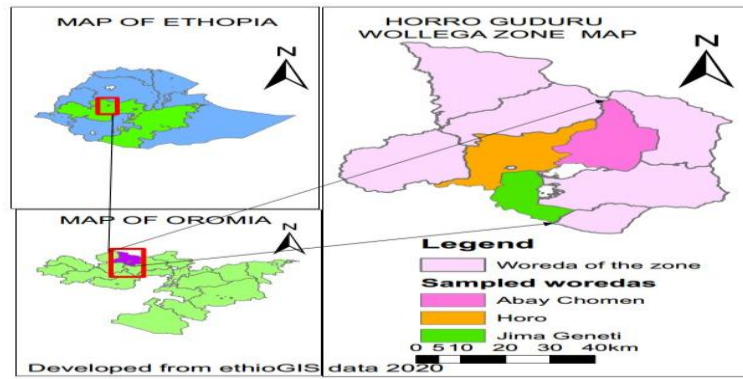 MAP OF ETHOPIA
N
HORRO GUDURU
WOLLEGA ZONE MAP
N
MAP OF OROMIA
N
Legend
Woreda of the zone
Sampled woredas
Abay Chomen
Horo
Jima Geneti
0 5 10 20 30 40km
Developed from ethioGIS data 2020